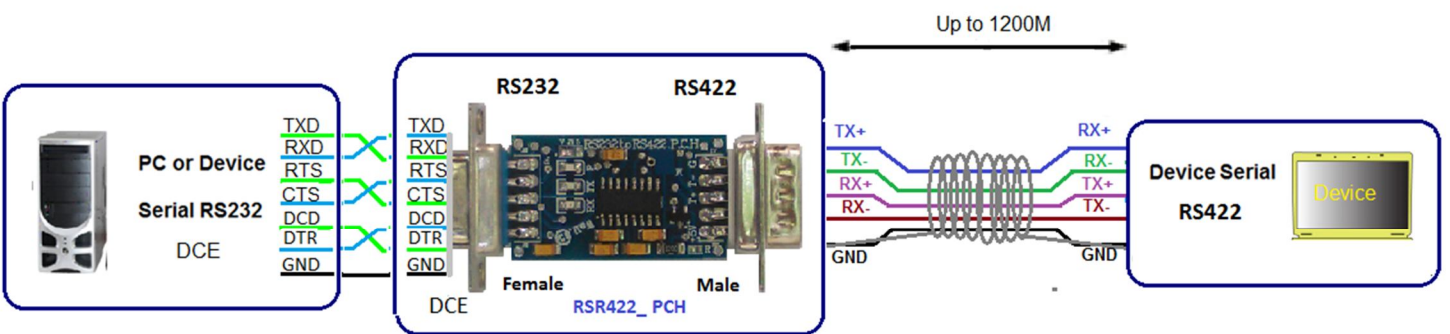 Up to 1200M
RS232
RS422
PC or Device
Serial RS232
DCE
TXD
RXD
RTS
CTS
DCD
DTR
GND
TXD
RXD
RTS
CTS
DCD
DTR
GND
DCE
RS232toRS422_PCH
Female
Male
RSR422_ PCH
TX+
TX-
RX+
RX-
GND
RX+
RX-
TX+
TX-
GND
Device Serial
RS422
Device